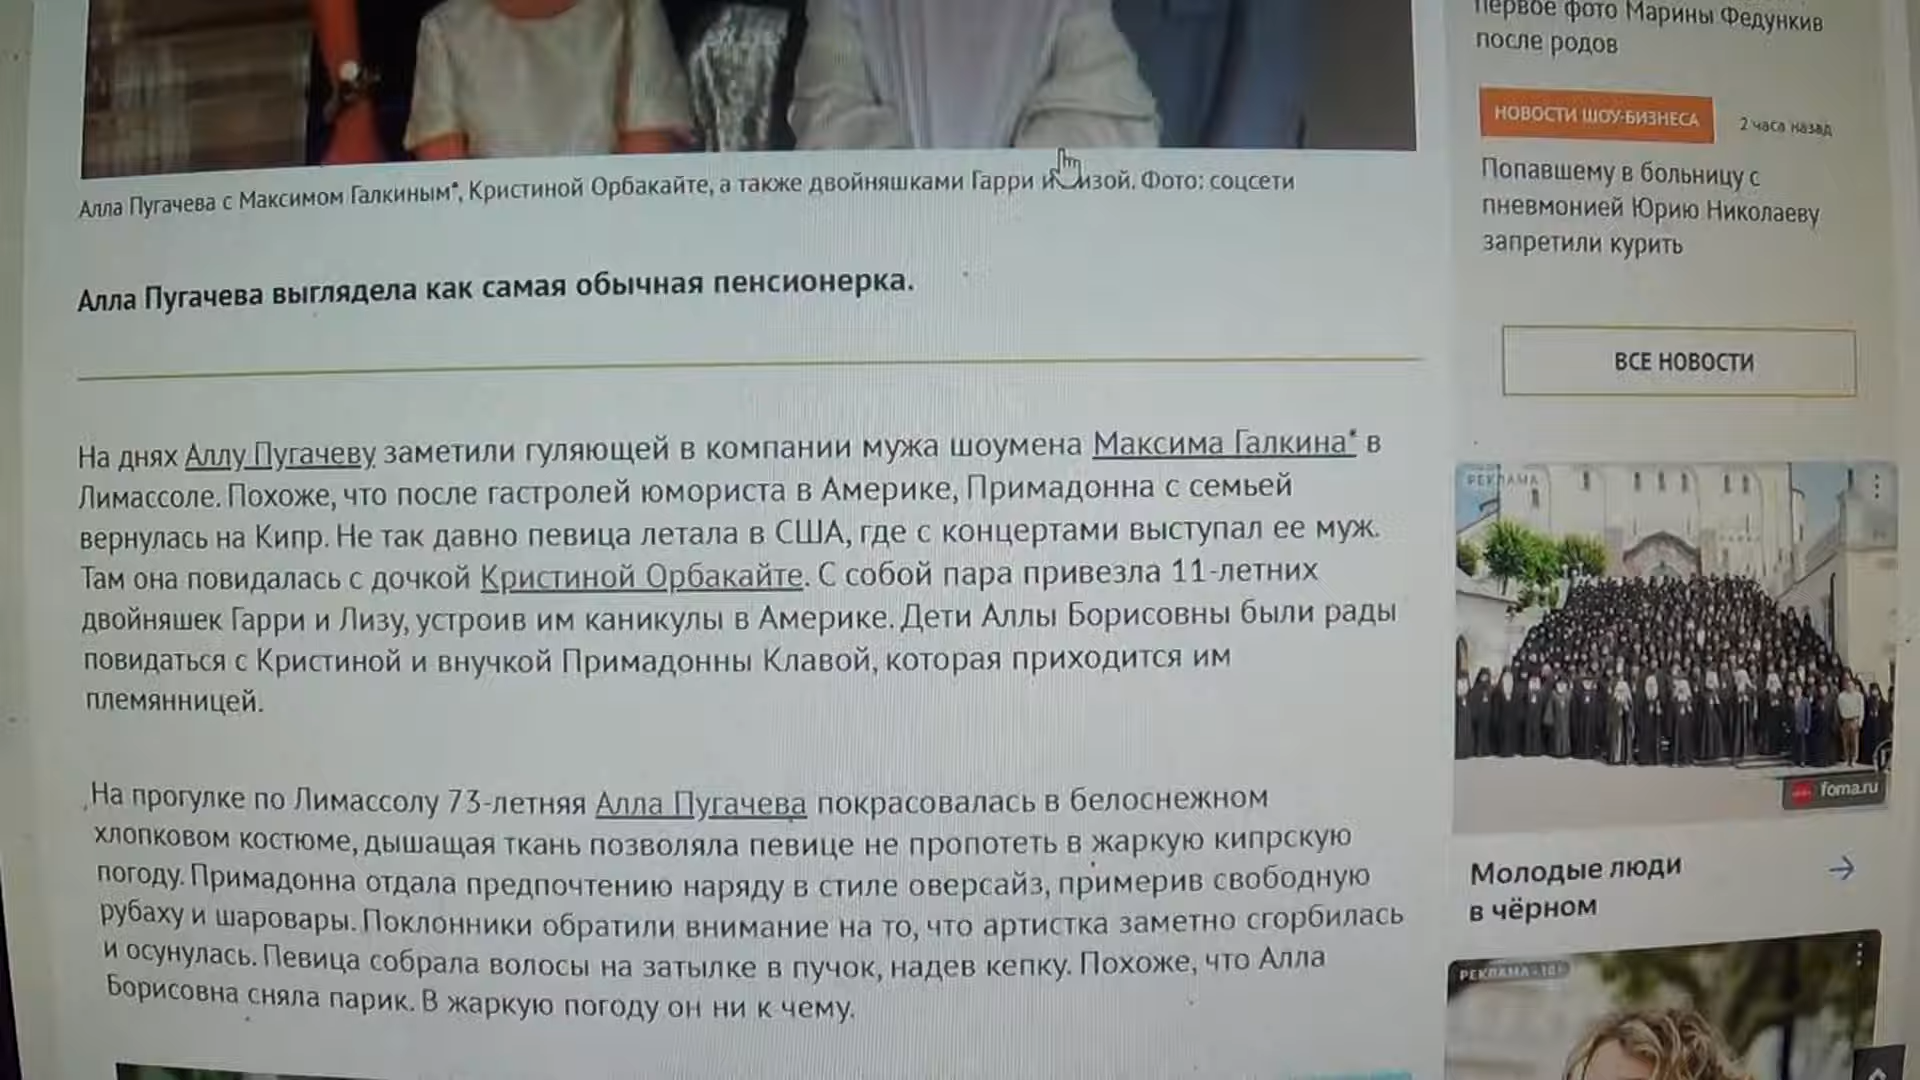 Алла Пугачева с Максимом Галкиным*, Кристиной Орбакайте, а также двойняшками Гарри и Лизой. Фото: соцсети
Алла Пугачева выглядела как самая обычная пенсионерка.
На днях Аллу Пугачеву заметили гуляющей в компании мужа шоумена Максима Галкина* в
Лимассоле. Похоже, что после гастролей юмориста в Америке, Примадонна с семьей
вернулась на Кипр. Не так давно певица летала в США, где с концертами выступал ее муж.
Там она повидалась с дочкой Кристиной Орбакайте. С собой пара привезла 11-летних
двойняшек Гарри и Лизу, устроив им каникулы в Америке. Дети Аллы Борисовны были рады
повидаться с Кристиной и внучкой Примадонны Клавой, которая приходится им
племянницей.
На прогулке по Лимассолу 73-летняя Алла Пугачева покрасовалась в белоснежном
хлопковом костюме, дышащая ткань позволяла певице не пропотеть в жаркую кипрскую
погоду. Примадонна отдала предпочтению наряду в стиле оверсайз, примерив свободную
рубаху и шаровары. Поклонники обратили внимание на то, что артистка заметно сгорбилась
и осунулась. Певица собрала волосы на затылке в пучок, надев кепку. Похоже, что Алла
Борисовна сняла парик. В жаркую погоду он ни к чему.
первое фото Марины Федункив
после родов
НОВОСТИ ШОУ-БИЗНЕСА
2 часа назад
Попавшему в больницу с
пневмонией Юрию Николаеву
запретили курить
ВСЕ НОВОСТИ
РЕКЛАМА
foma.ru
Молодые люди
в чёрном
РЕКЛАМА • 16+